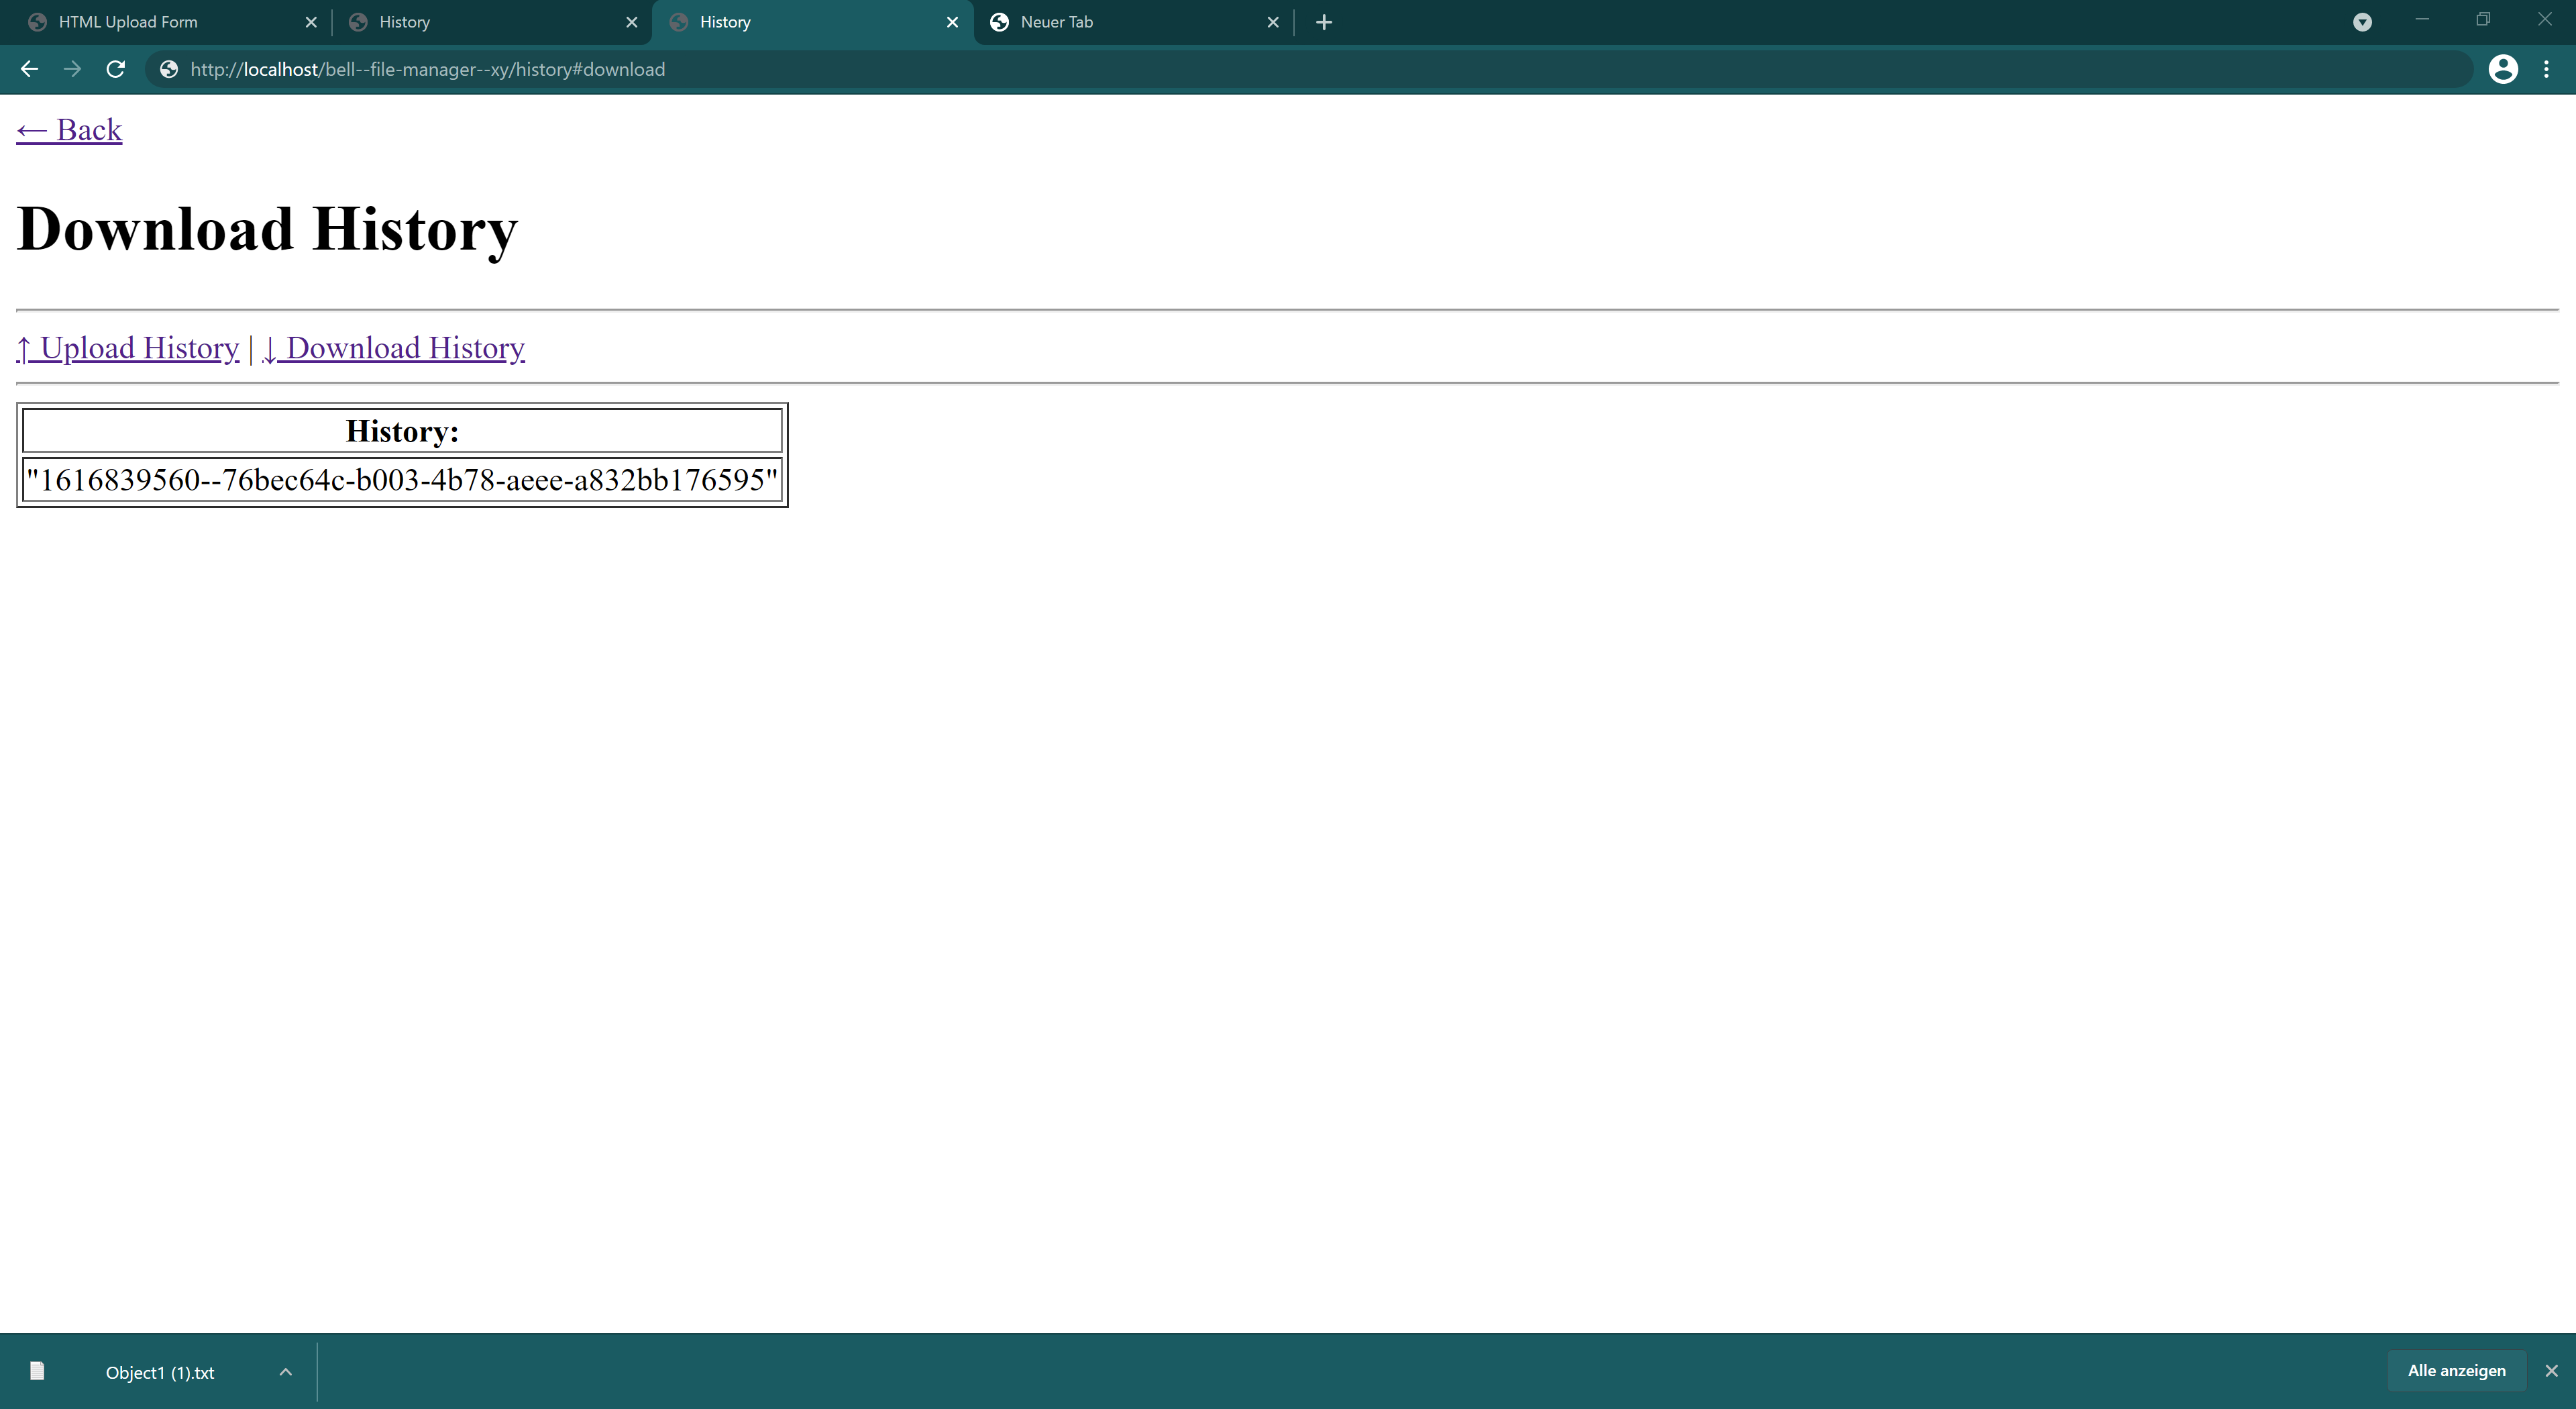 HTML Upload Form
History
History
Neuer Tab
http://localhost/bell--file-manager--xy/history#download
← Back
Download History
↑ Upload History | ↓ Download History
History:
"1616839560--76bec64c-b003-4b78-aeee-a832bb176595"
Object1 (1).txt
Alle anzeigen